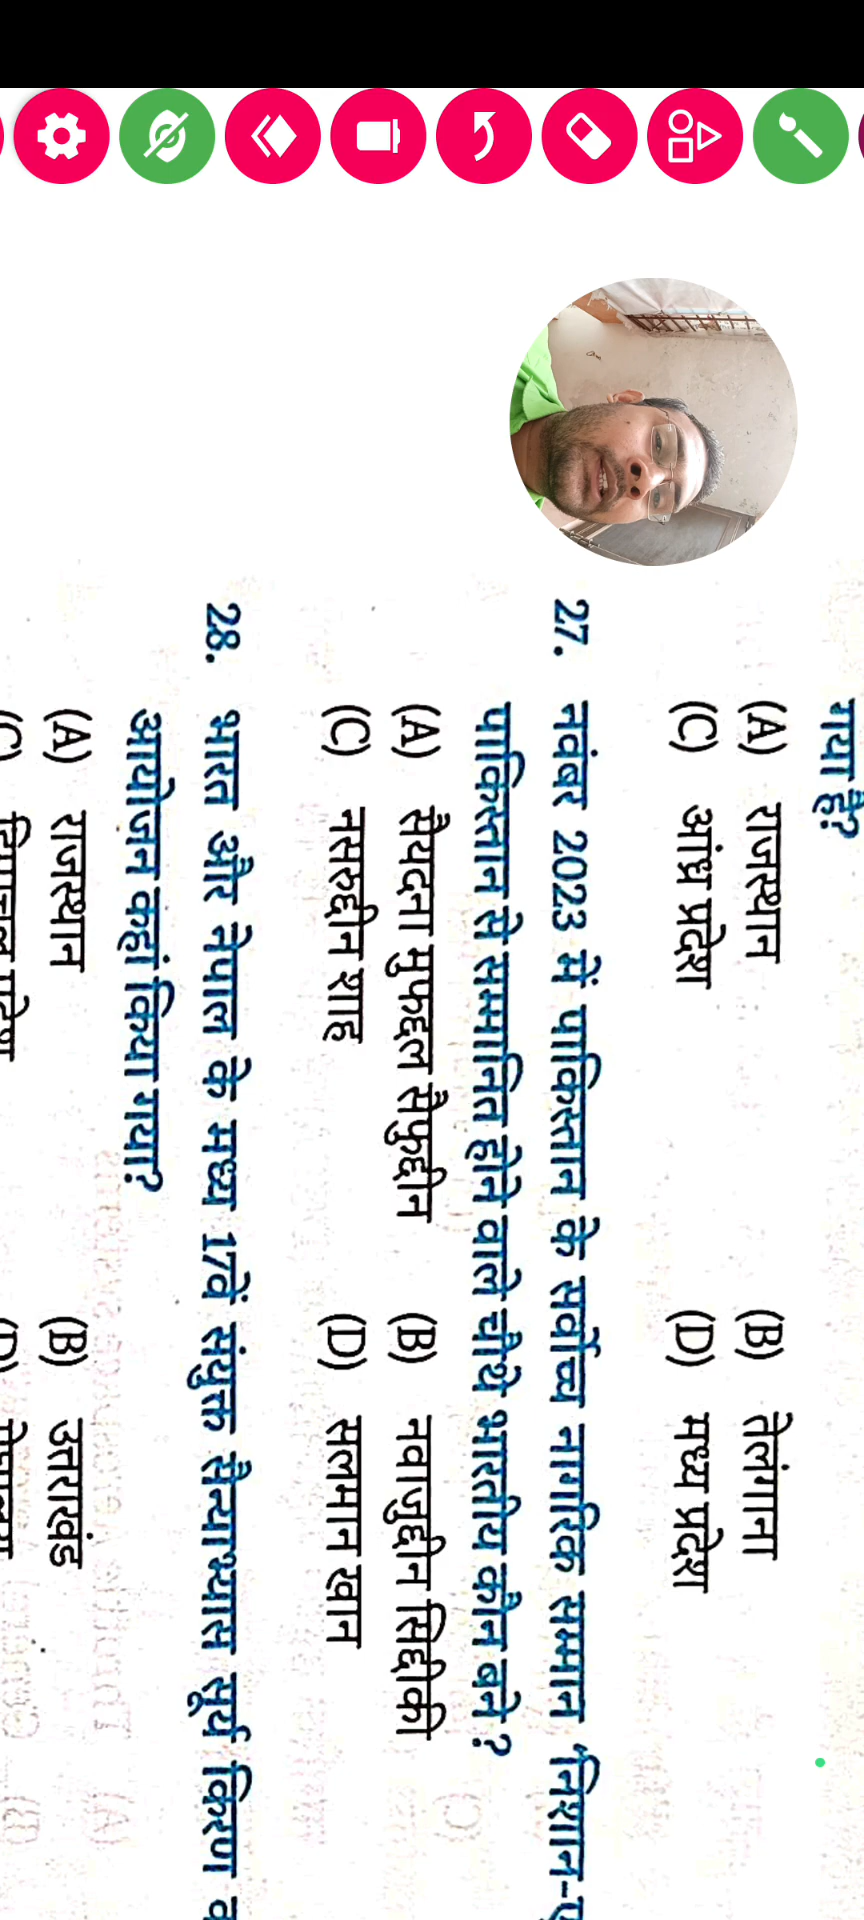 गया है?
(A) राजस्थान (B) तेलंगाना
(C) आंध्र प्रदेश (D) मध्य प्रदेश
27. नवंबर 2023 में पाकिस्तान के सर्वोच्च नागरिक सम्मान 'निशान-ए
पाकिस्तान से सम्मानित होने वाले चौथे भारतीय कौन बने?
(A) सैयदना मुफद्दल सैफुद्दीन (B) नवाजुद्दीन सिद्दीकी
(C) नसरुद्दीन शाह (D) सलमान खान
28. भारत और नेपाल के मध्य 17वें संयुक्त सैन्याभ्यास सूर्य किरण
आयोजन कहां किया गया?
(A) राजस्थान (B) उत्तराखंड
(C) (D)